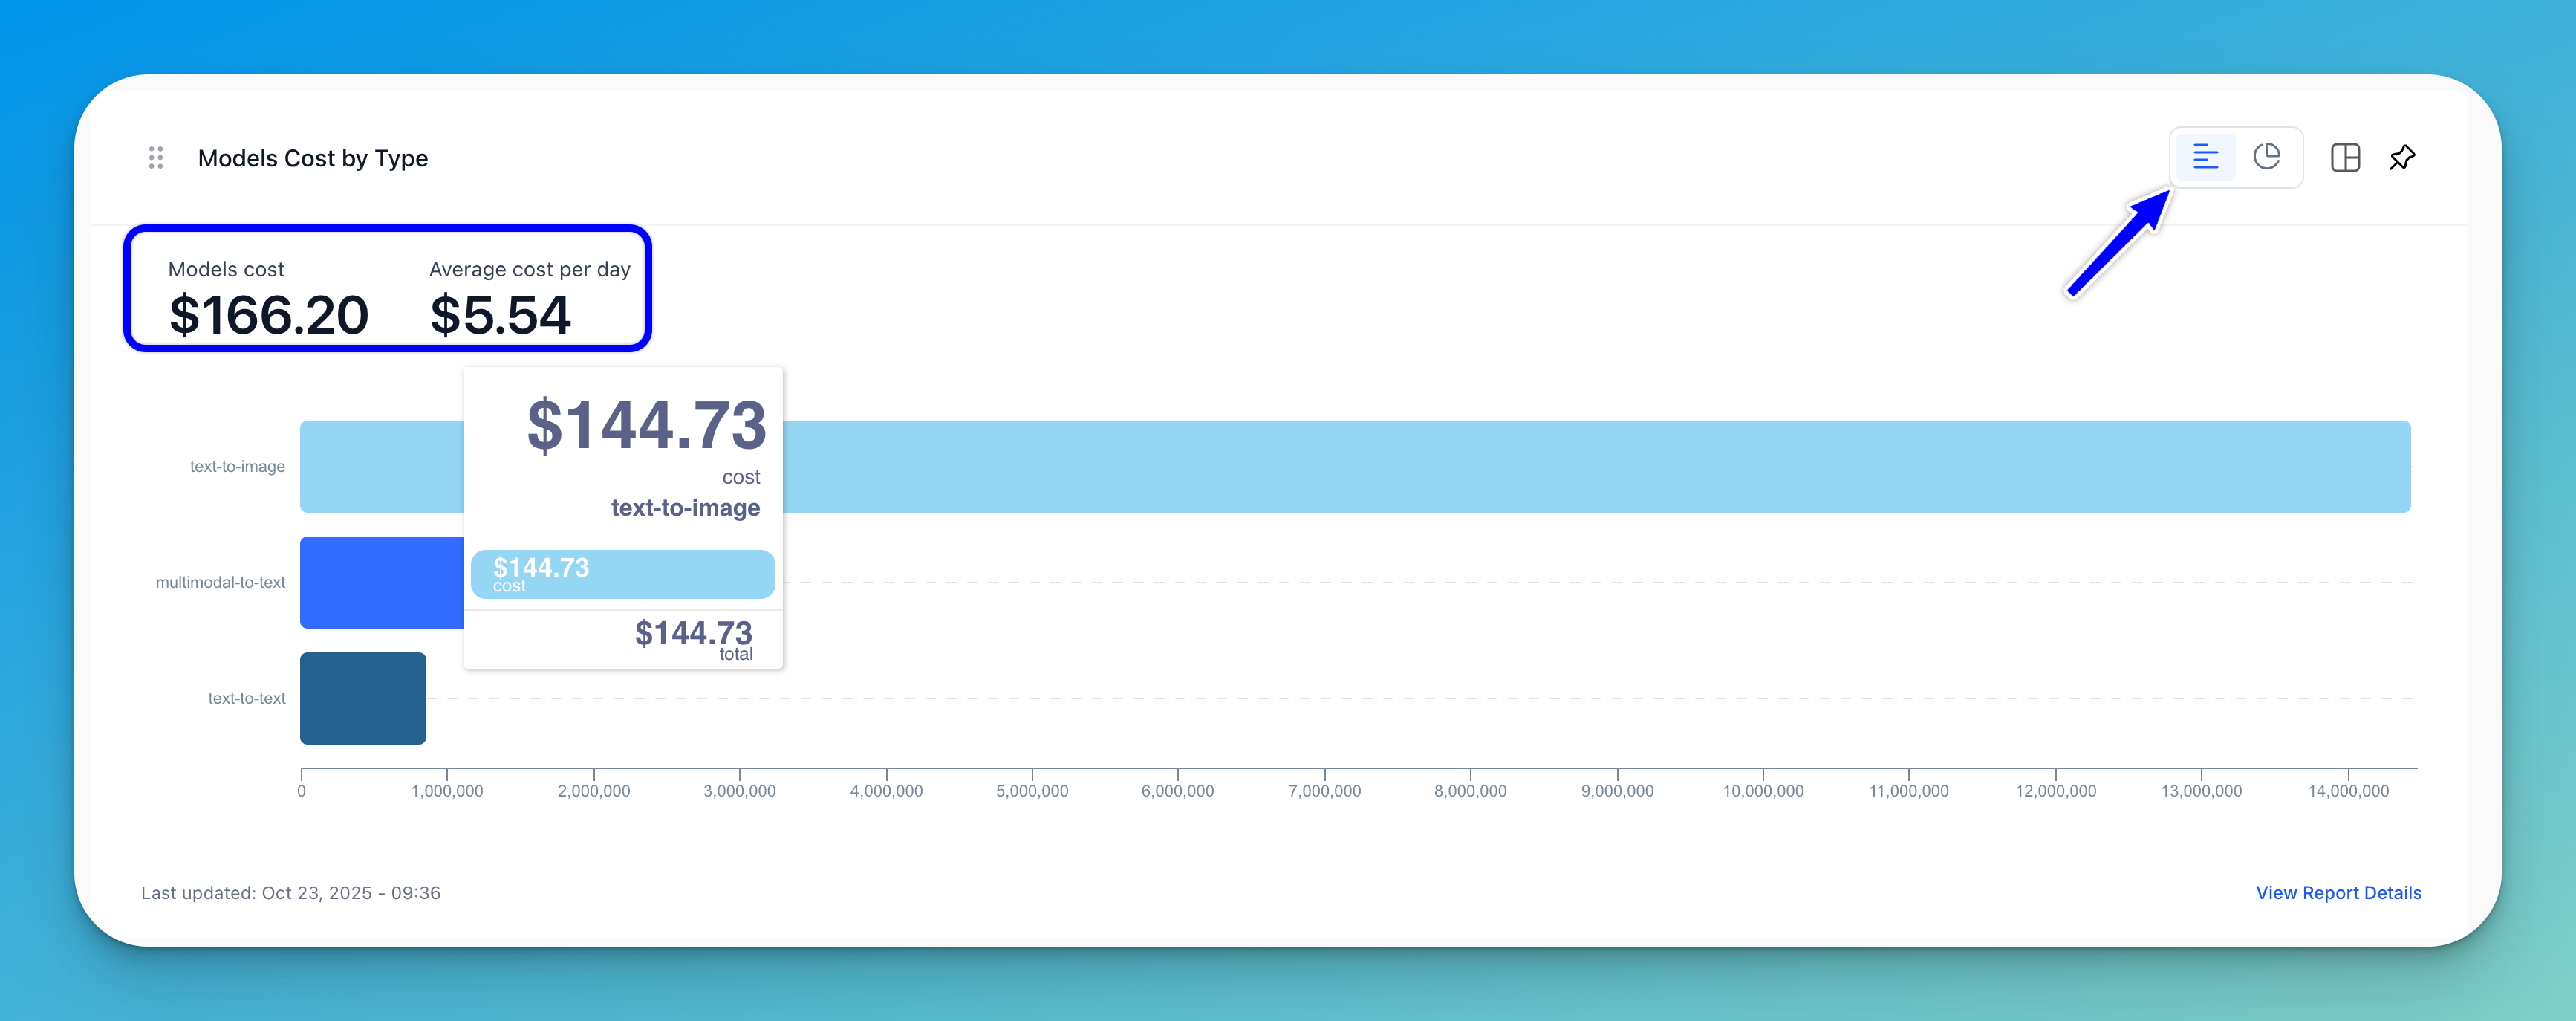 Models Cost by Type
Models cost
Average cost per day
$166.20
$5.54
$144.73
cost
text-to-image
$144.73
cost
$144.73
total
text-to-image
multimodal-to-text
text-to-text
0
1,000,000
2,000,000
3,000,000
4,000,000
5,000,000
6,000,000
7,000,000
8,000,000
9,000,000
10,000,000
11,000,000
12,000,000
13,000,000
14,000,000
Last updated: Oct 23, 2025 - 09:36
View Report Details